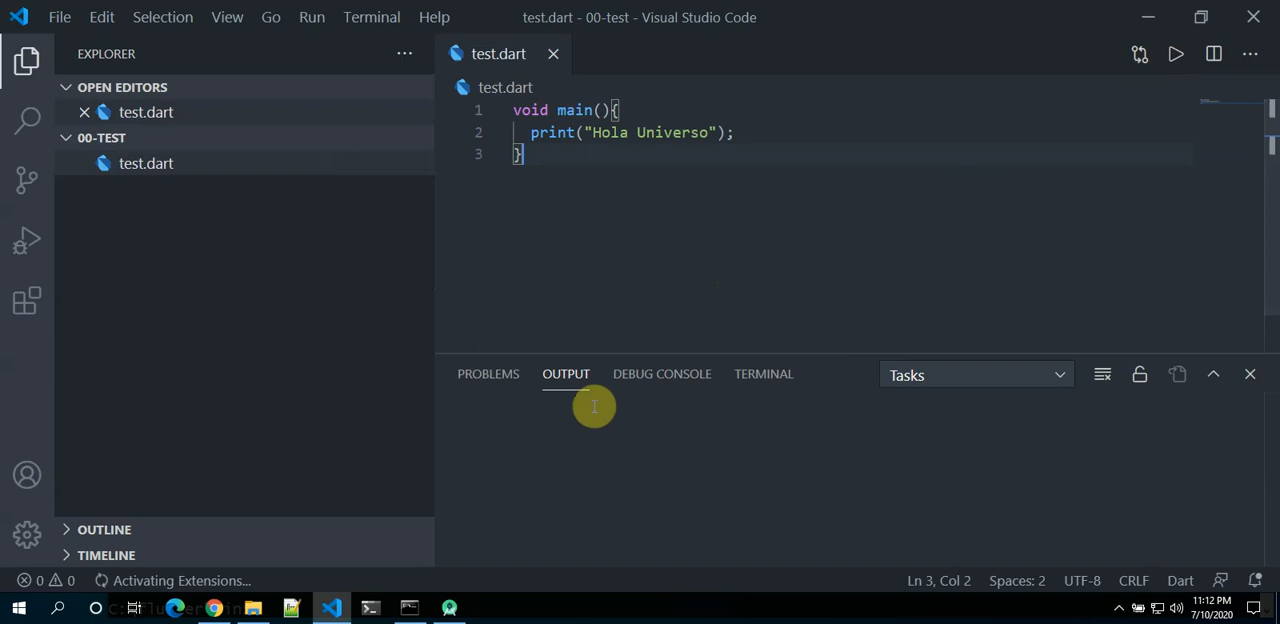 File Edit Selection View Go Run Terminal Help test.dart - 00-test - Visual Studio Code
EXPLORER
OPEN EDITORS
test.dart
00-TEST
test.dart
OUTLINE
TIMELINE
test.dart
test.dart
1 void main(){
2 print("Hola Universo");
3 }
PROBLEMS OUTPUT DEBUG CONSOLE TERMINAL Tasks
0 0 Activating Extensions... Ln 3, Col 2 Spaces: 2 UTF-8 CRLF Dart
11:12 PM
7/10/2020